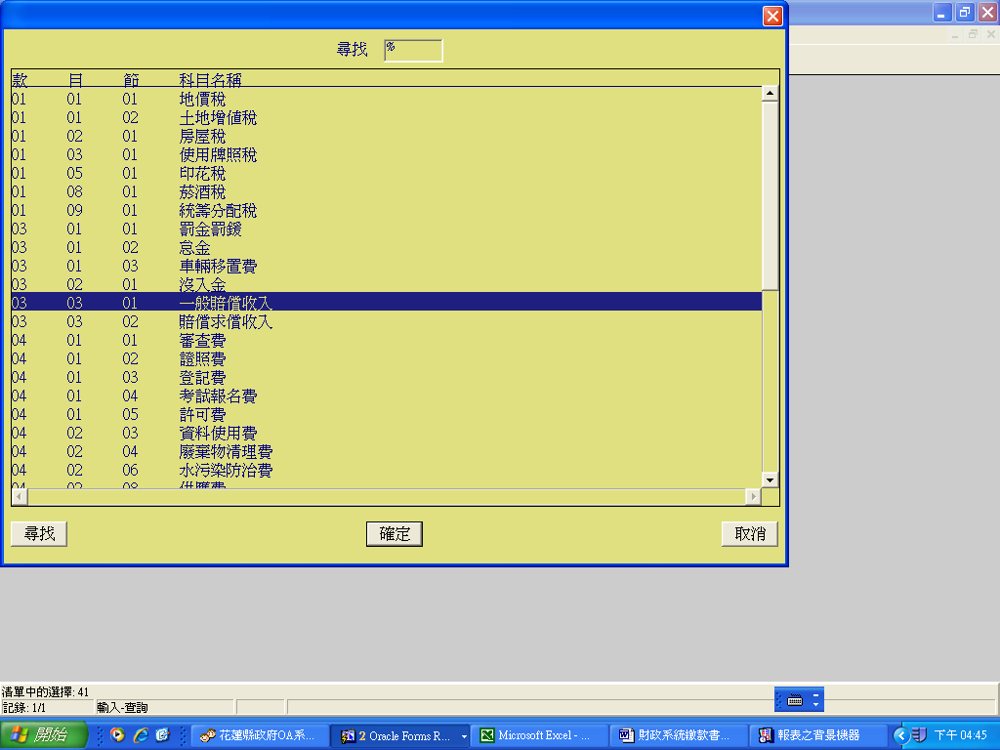 尋找 %
款 目 節 科目名稱
01 01 01 地價稅
01 01 02 土地增值稅
01 02 01 房屋稅
01 03 01 使用牌照稅
01 05 01 印花稅
01 08 01 菸酒稅
01 09 01 統籌分配稅
03 01 01 罰金罰鍰
03 01 02 怠金
03 01 03 車輛移置費
03 02 01 沒入金
03 03 01 一般賠償收入
03 03 02 賠償求償收入
04 01 01 審查費
04 01 02 證照費
04 01 03 登記費
04 01 04 考試報名費
04 01 05 許可費
04 02 03 資料使用費
04 02 04 廢棄物清理費
04 02 06 水污染防治費
04 02 08
尋找 確定 取消
清單中的選擇: 41
記錄: 1/1 輸入-查詢
開始 花蓮縣政府OA系... 2 Oracle Forms R... Microsoft Excel - ... 財政系統繳款書... 報表之背景機器 下午 04:45